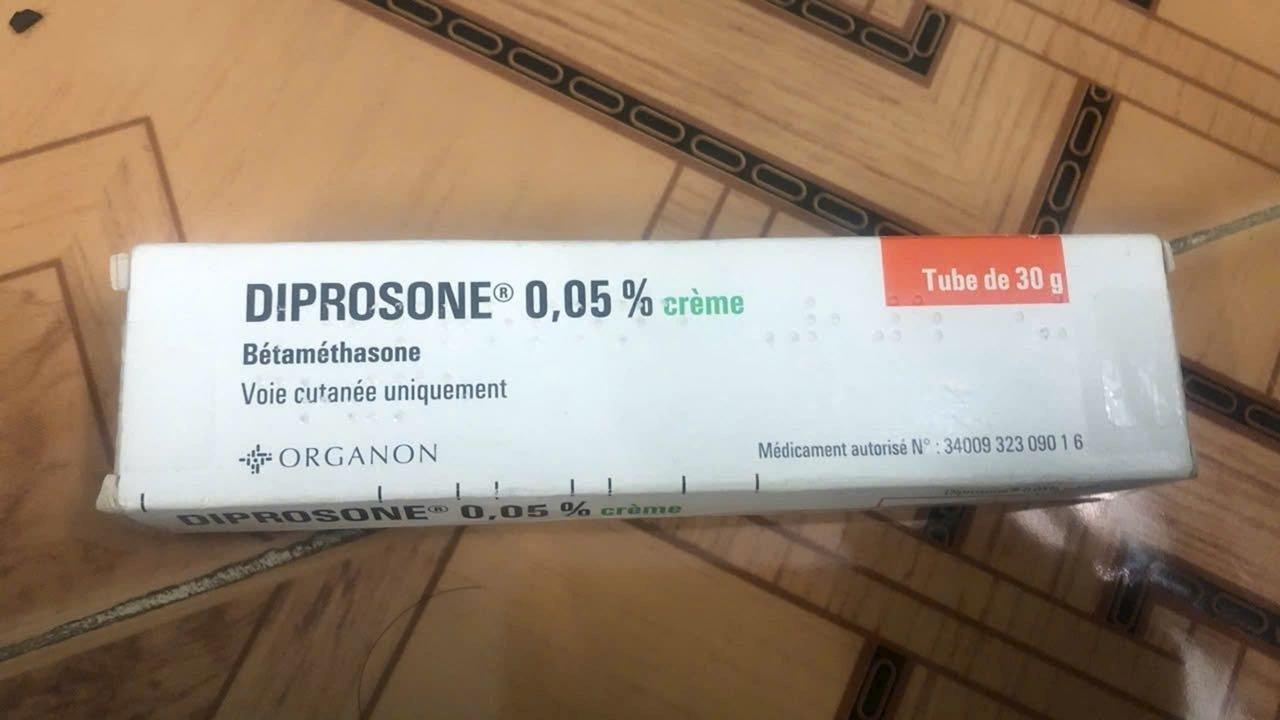 DIPROSONE® 0,05 % crème
Tube de 30 g
Bétaméthasone
Voie cutanée uniquement
ORGANON
Médicament autorisé N° : 34009 323 090 1 6
DIPROSONE® 0,05 % crème